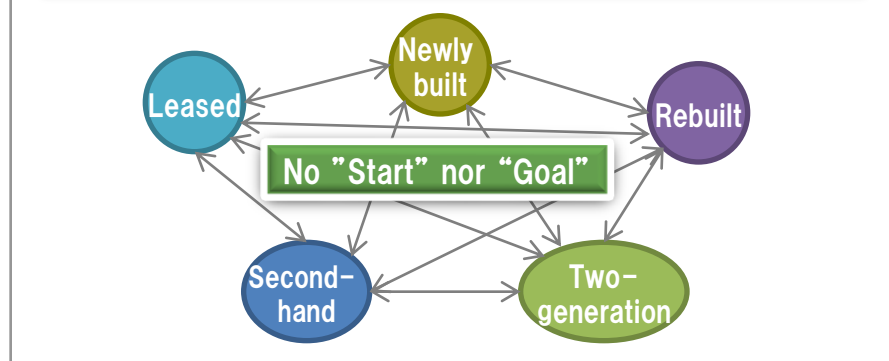 Newly
built
Leased
Rebuilt
No ”Start” nor “Goal”
Second-
hand
Two-
generation